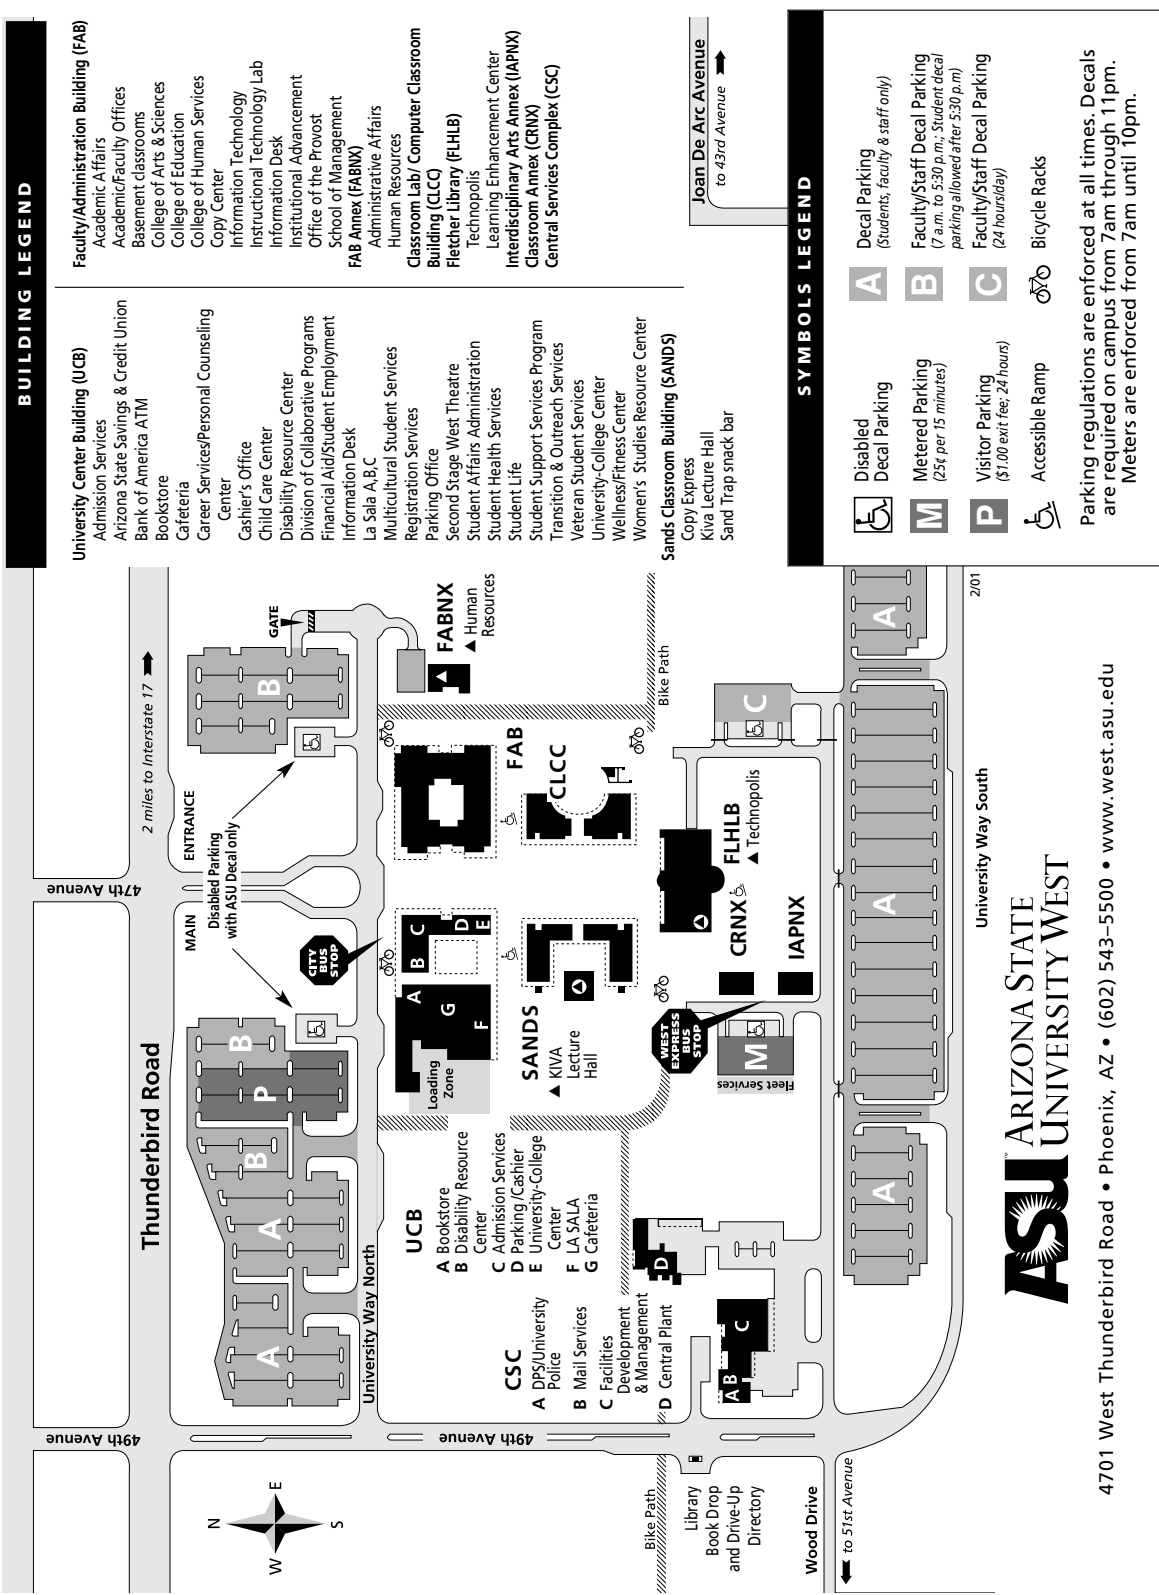 BUILDING LEGEND
University Center Building (UCB)
Admission Services
Arizona State Savings & Credit Union
Bank of America ATM
Bookstore
Cafeteria
Career Services/Personal Counseling
Center
Cashier's Office
Child Care Center
Disability Resource Center
Division of Collaborative Programs
Financial Aid/Student Employment
Information Desk
La Sala A,B,C
Multicultural Student Services
Registration Services
Parking Office
Second Stage West Theatre
Student Affairs Administration
Student Health Services
Student Life
Student Support Services Program
Transition & Outreach Services
Veteran Student Services
University-College Center
Wellness/Fitness Center
Women's Studies Resource Center
Sands Classroom Building (SANDS)
Copy Express
Kiva Lecture Hall
Sand Trap snack bar
Faculty/Administration Building (FAB)
Academic Affairs
Academic/Faculty Offices
Basement classrooms
College of Arts & Sciences
College of Education
College of Human Services
Copy Center
Information Technology
Instructional Technology Lab
Information Desk
Institutional Advancement
Office of the Provost
School of Management
FAB Annex (FABNX)
Administrative Affairs
Human Resources
Classroom Lab/ Computer Classroom
Building (CLCC)
Fletcher Library (FLHLB)
Technopolis
Learning Enhancement Center
Interdisciplinary Arts Annex (IAPNX)
Classroom Annex (CRNX)
Central Services Complex (CSC)
Joan De Arc Avenue
to 43rd Avenue
SYMBOLS LEGEND
Disabled
Decal Parking
M
Metered Parking
(25¢ per 15 minutes)
P
Visitor Parking
($1.00 exit fee; 24 hours)
Accessible Ramp
A
Decal Parking
(Students, faculty & staff only)
B
Faculty/Staff Decal Parking
(7 a.m. to 5:30 p.m.; Student decal
parking allowed after 5:30 p.m)
C
Faculty/Staff Decal Parking
(24 hours/day)
Bicycle Racks
Parking regulations are enforced at all times. Decals
are required on campus from 7am through 11pm.
Meters are enforced from 7am until 10pm.
2/01
47th Avenue
2 miles to Interstate 17
Thunderbird Road
49th Avenue
MAIN
ENTRANCE
Disabled Parking
with ASU Decal only
GATE
B
B
P
B
A
A
CITY
BUS
STOP
University Way North
FABNX
Human
Resources
FAB
CLCC
A
B
C
D
E
F
G
Loading
Zone
SANDS
KIVA
Lecture
Hall
UCB
A Bookstore
B Disability Resource
Center
C Admission Services
D Parking /Cashier
E University-College
Center
F LA SALA
G Cafeteria
CSC
A DPS/University
Police
B Mail Services
C Facilities
Development
& Management
D Central Plant
49th Avenue
N
E
S
W
Bike Path
C
FLHLB
Technopolis
CRNX
IAPNX
WEST
EXPRESS
BUS
STOP
M
Fleet Services
D
C
A B
Bike Path
Library
Book Drop
and Drive-Up
Directory
Wood Drive
to 51st Avenue
A
A
A
University Way South
ASU
™
ARIZONA STATE
UNIVERSITY WEST
4701 West Thunderbird Road • Phoenix, AZ • (602) 543–5500 • www.west.asu.edu